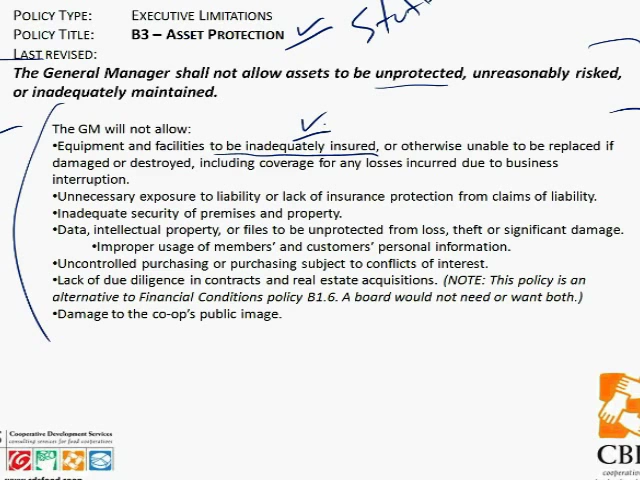 POLICY TYPE: EXECUTIVE LIMITATIONS
POLICY TITLE: B3 – ASSET PROTECTION
LAST REVISED:
The General Manager shall not allow assets to be unprotected, unreasonably risked,
or inadequately maintained.
The GM will not allow:
•Equipment and facilities to be inadequately insured, or otherwise unable to be replaced if
damaged or destroyed, including coverage for any losses incurred due to business
interruption.
•Unnecessary exposure to liability or lack of insurance protection from claims of liability.
•Inadequate security of premises and property.
•Data, intellectual property, or files to be unprotected from loss, theft or significant damage.
•Improper usage of members’ and customers’ personal information.
•Uncontrolled purchasing or purchasing subject to conflicts of interest.
•Lack of due diligence in contracts and real estate acquisitions. (NOTE: This policy is an
alternative to Financial Conditions policy B1.6. A board would not need or want both.)
•Damage to the co-op’s public image.
S Cooperative Development Services
consulting services for food cooperatives
www.cdsfood.coop
CB
cooperati